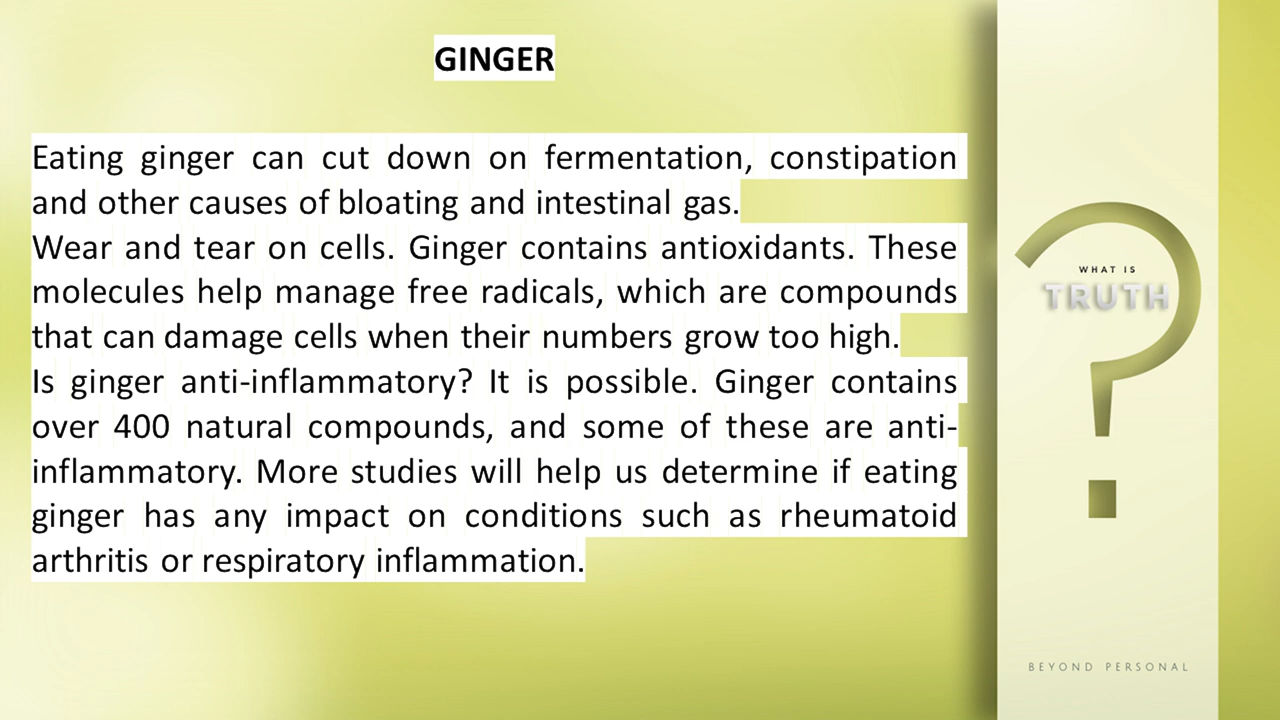 GINGER
Eating ginger can cut down on fermentation, constipation
and other causes of bloating and intestinal gas.
Wear and tear on cells. Ginger contains antioxidants. These
molecules help manage free radicals, which are compounds
that can damage cells when their numbers grow too high.
Is ginger anti-inflammatory? It is possible. Ginger contains
over 400 natural compounds, and some of these are anti-
inflammatory. More studies will help us determine if eating
ginger has any impact on conditions such as rheumatoid
arthritis or respiratory inflammation.
WHAT IS
TRUTH
BEYOND PERSONAL